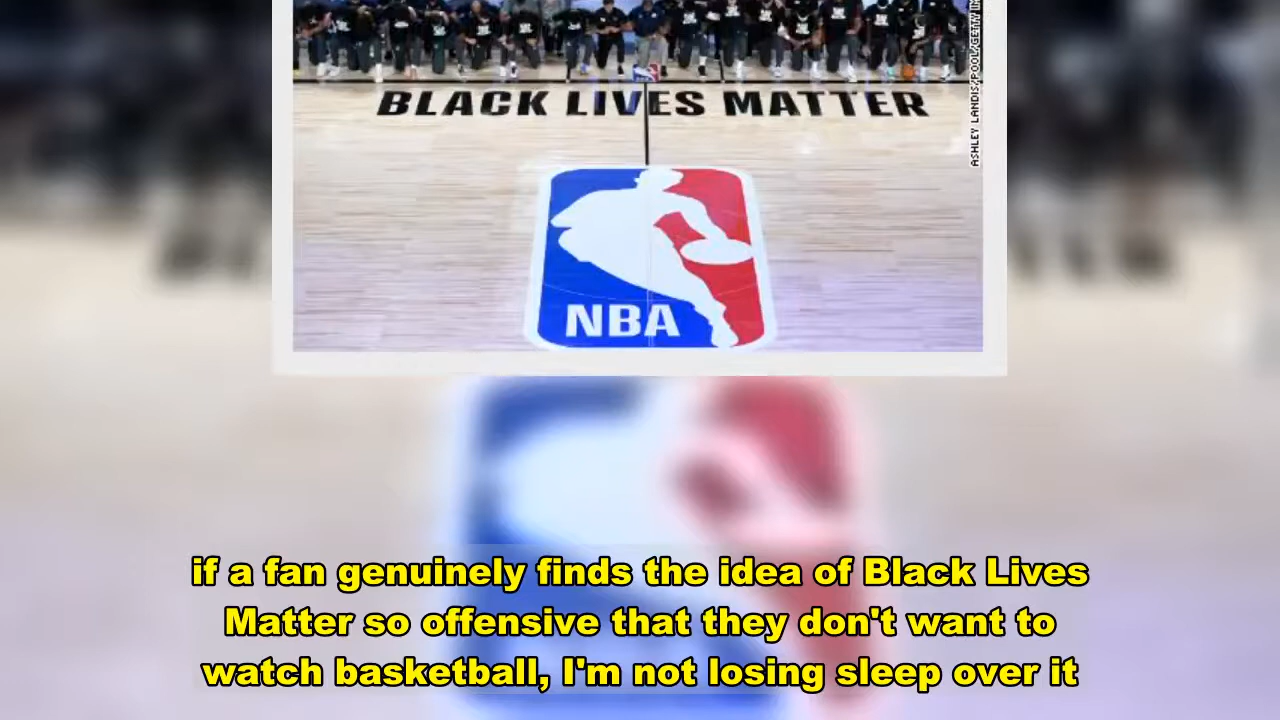 BLACK LIVES MATTER
ASHLEY LANDIS/POOL/GETTY
NBA
if a fan genuinely finds the idea of Black Lives
Matter so offensive that they don't want to
watch basketball, I'm not losing sleep over it